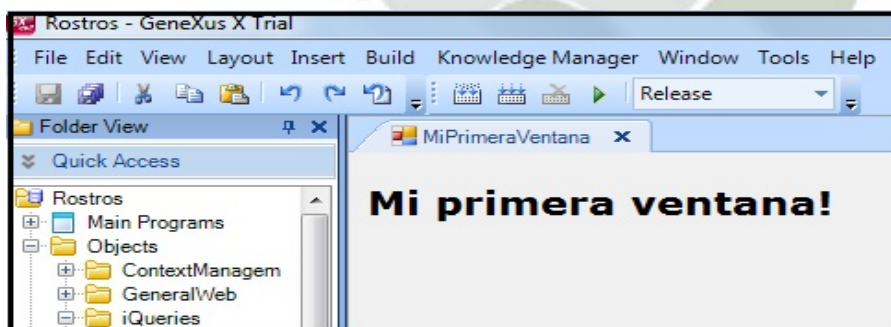 Rostros - GeneXus X Trial
File Edit View Layout Insert Build Knowledge Manager Window Tools Help
Release
Folder View
MiPrimeraVentana
Quick Access
Rostros
Main Programs
Objects
ContextManagem
GeneralWeb
iQueries
Mi primera ventana!